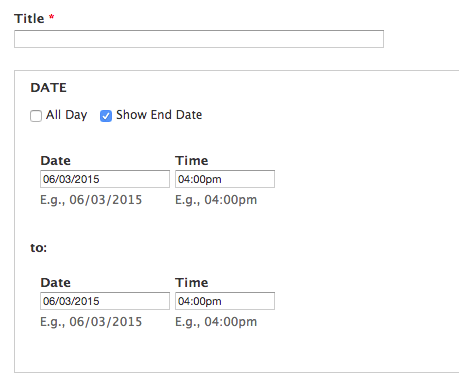 Title *
DATE
All Day Show End Date
Date Time
06/03/2015 04:00pm
E.g., 06/03/2015 E.g., 04:00pm
to:
Date Time
06/03/2015 04:00pm
E.g., 06/03/2015 E.g., 04:00pm